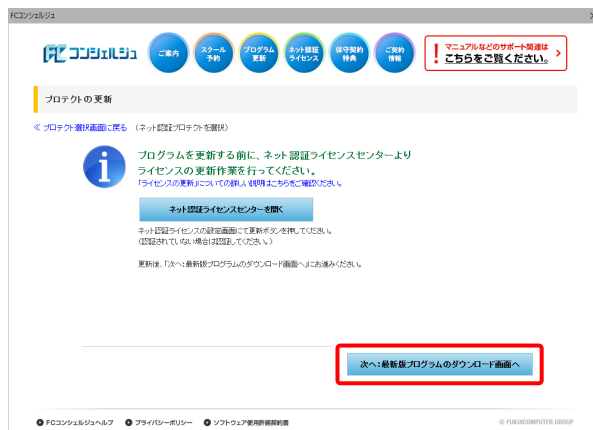 FCコンシェルジュ
FC コンシェルジュ
ご案内
スクール
予約
プログラム
更新
ネット認証
ライセンス
保守契約
特典
ご契約
情報
マニュアルなどのサポート関連は
こちらをご覧ください。
プロテクトの更新
≪ プロテクト選択画面に戻る (ネット認証プロテクトを選択)
プログラムを更新する前に、ネット認証ライセンスセンターより
ライセンスの更新作業を行ってください。
「ライセンスの更新」についての詳しい説明はこちらをご確認ください。
ネット認証ライセンスセンターを開く
ネット認証ライセンスの設定画面にて更新ボタンを押してください。
(認証されていない場合は認証してください。)
更新後、「次へ:最新版プログラムのダウンロード画面へ」にお進みください。
次へ:最新版プログラムのダウンロード画面へ
FCコンシェルジュヘルプ プライバシーポリシー ソフトウェア使用許諾契約書
© FUKUICOMPUTER GROUP